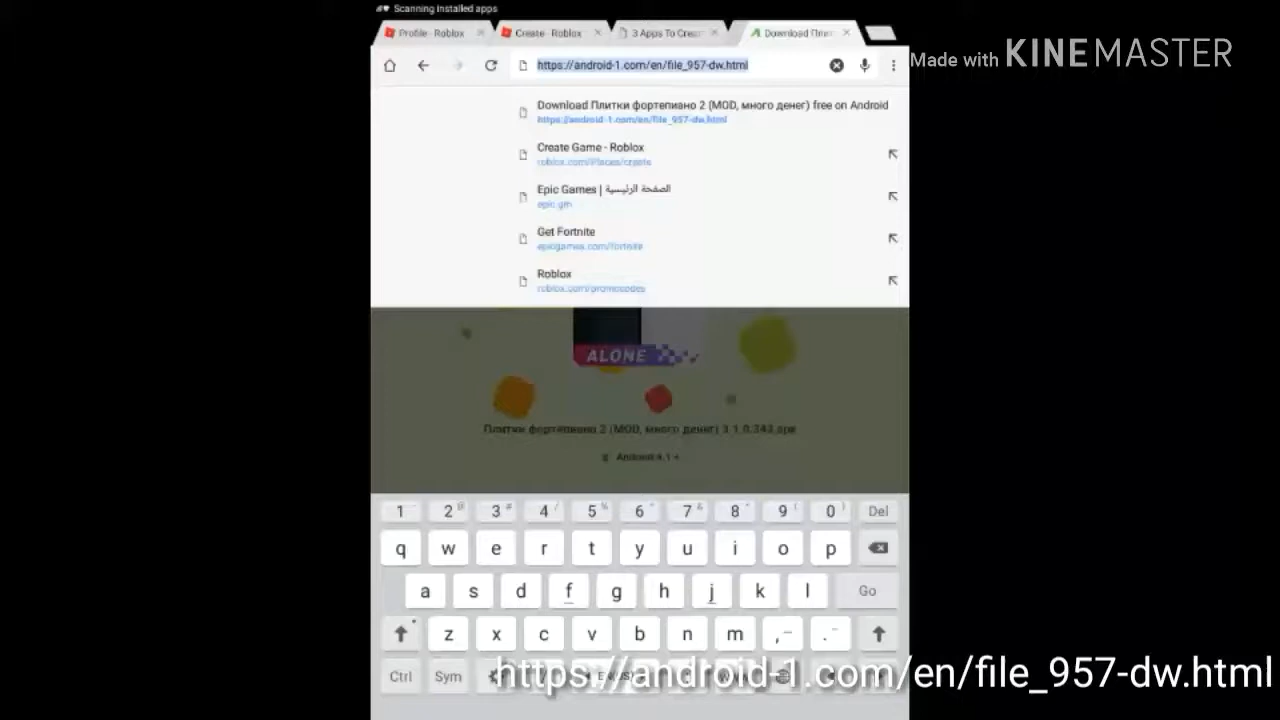 Scanning installed apps
Profile - Roblox
Create - Roblox
3 Apps To Creat
Download Плит
Made with KINEMASTER
https://android-1.com/en/file_957-dw.html
Download Плитки фортепиано 2 (MOD, много денег) free on Android
https://android-1.com/en/file_957-dw.html
Create Game - Roblox
roblox.com/places/create
Epic Games | الصفحة الرئيسية
epic.gm
Get Fortnite
epicgames.com/fortnite
Roblox
roblox.com/promocodes
ALONE
Плитки фортепиано 2 (MOD, много денег) 3.1.0.343.apk
Android 4.1 +
1 2 3 4 5 6 7 8 9 0 Del
q w e r t y u i o p
a s d f g h j k l Go
z x c v b n m , .
Ctrl Sym
https://android-1.com/en/file_957-dw.html